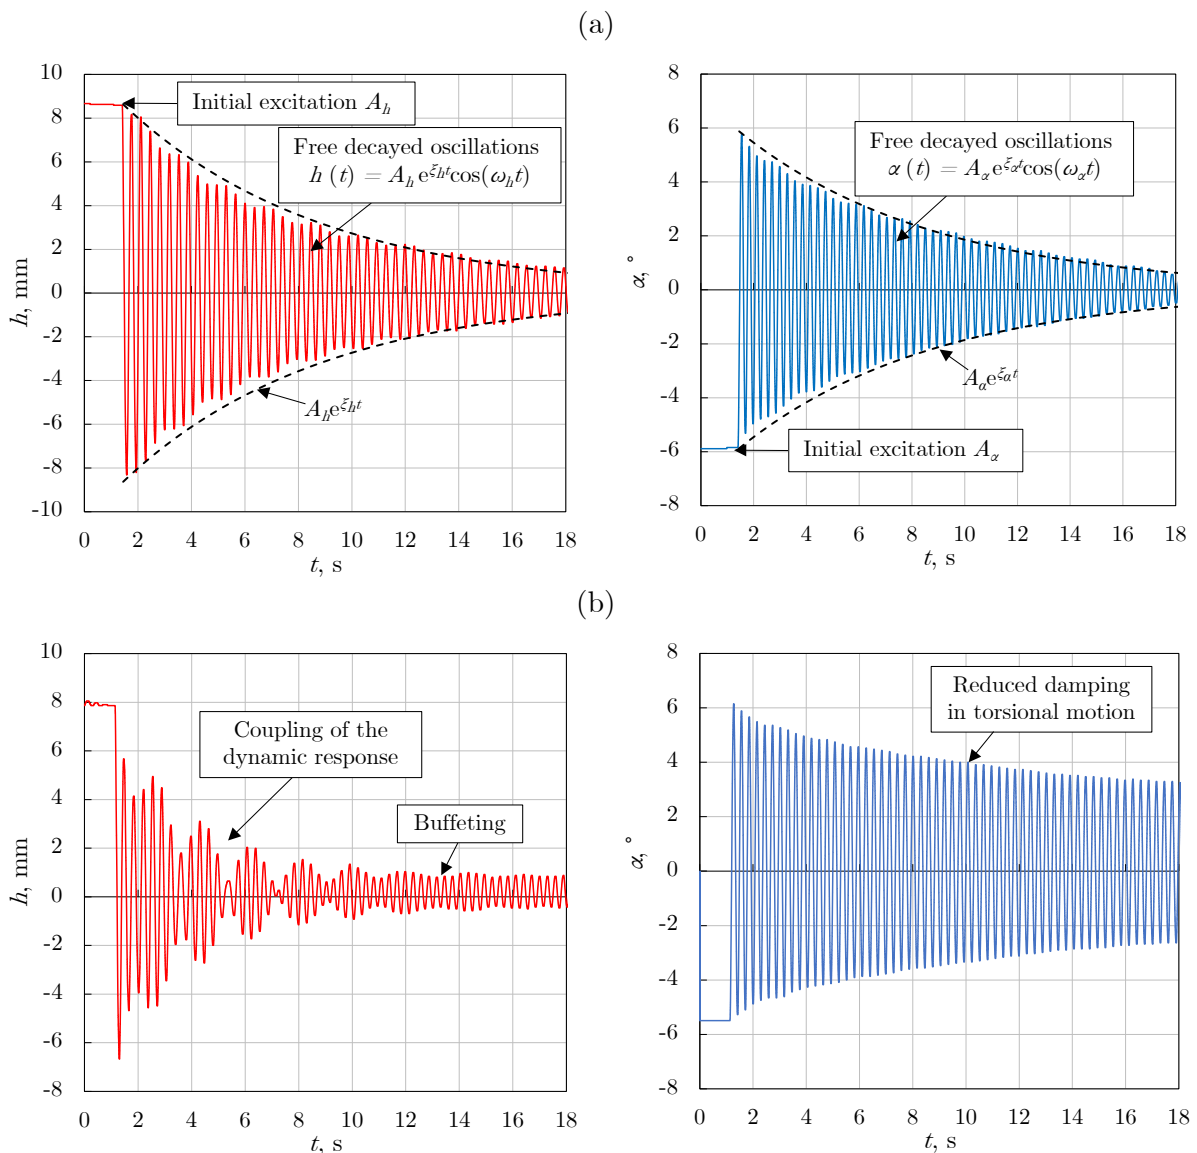 (a)
10
8
6
4
2
0
-2
-4
-6
-8
-10
h, mm
Initial excitation A_h
Free decayed oscillations
h (t) = A_h e^{ξ_h t} cos(ω_h t)
A_h e^{ξ_h t}
0 2 4 6 8 10 12 14 16 18
t, s
8
6
4
2
0
-2
-4
-6
-8
α, °
Free decayed oscillations
α (t) = A_α e^{ξ_α t} cos(ω_α t)
A_α e^{ξ_α t}
Initial excitation A_α
0 2 4 6 8 10 12 14 16 18
t, s
(b)
10
8
6
4
2
0
-2
-4
-6
-8
h, mm
Coupling of the
dynamic response
Buffeting
0 2 4 6 8 10 12 14 16 18
t, s
8
6
4
2
0
-2
-4
-6
-8
α, °
Reduced damping
in torsional motion
0 2 4 6 8 10 12 14 16 18
t, s